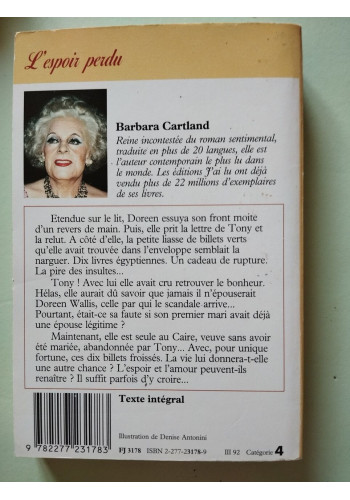 L'espoir perdu
Barbara Cartland
Reine incontestée du roman sentimental,
traduite en plus de 20 langues, elle est
l'auteur contemporain le plus lu dans
le monde. Les éditions J'ai lu ont déjà
vendu plus de 22 millions d'exemplaires
de ses livres.
Etendue sur le lit, Doreen essuya son front moite
d'un revers de main. Puis, elle prit la lettre de Tony et
la relut. A côté d'elle, la petite liasse de billets verts
qu'elle avait trouvée dans l'enveloppe semblait la
narguer. Dix livres égyptiennes. Un cadeau de rupture.
La pire des insultes...
Tony ! Avec lui elle avait cru retrouver le bonheur.
Hélas, elle aurait dû savoir que jamais il n'épouserait
Doreen Wallis, celle par qui le scandale arrive...
Pourtant, était-ce sa faute si son premier mari avait déjà
une épouse légitime ?
Maintenant, elle est seule au Caire, veuve sans avoir
été mariée, abandonnée par Tony... Avec, pour unique
fortune, ces dix billets froissés. La vie lui donnera-t-elle
une autre chance ? L'espoir et l'amour peuvent-ils
renaître ? Il suffit parfois d'y croire...
Texte intégral
Illustration de Denise Antonini
9 782277 231783
FJ 3178 ISBN 2-277-23178-9 III 92 Catégorie 4